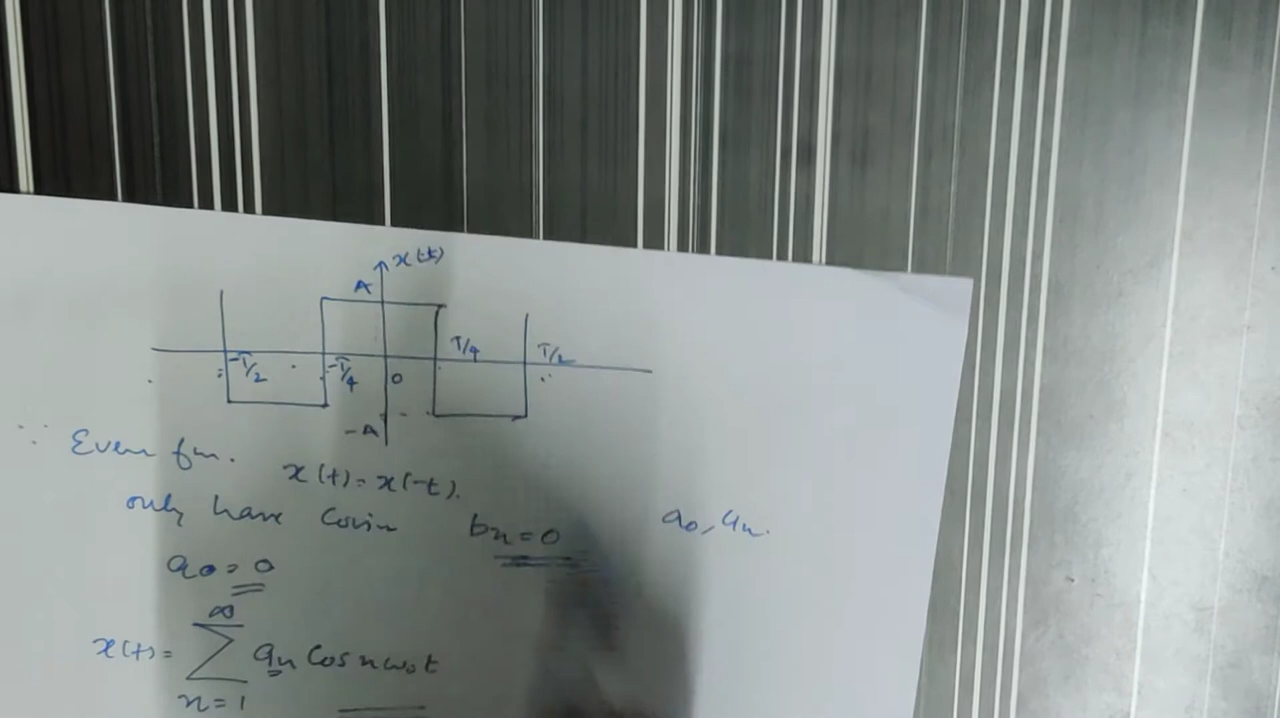 x(t)
A
-T/2 -T/4 0 T/4 T/2
-A
∵ Even fn.
x(t) = x(-t).
only have Cosin bn=0 a0, an.
a0 = 0
x(t) = ∞ ∑ n=1 an Cos nω0t